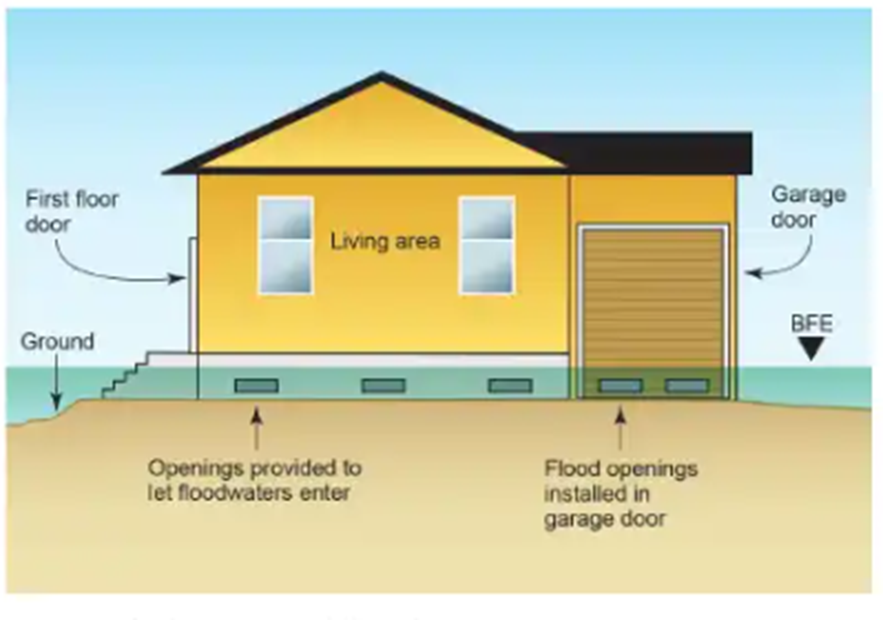 First floor
door
Living area
Garage
door
BFE
Ground
Openings provided to
let floodwaters enter
Flood openings
installed in
garage door